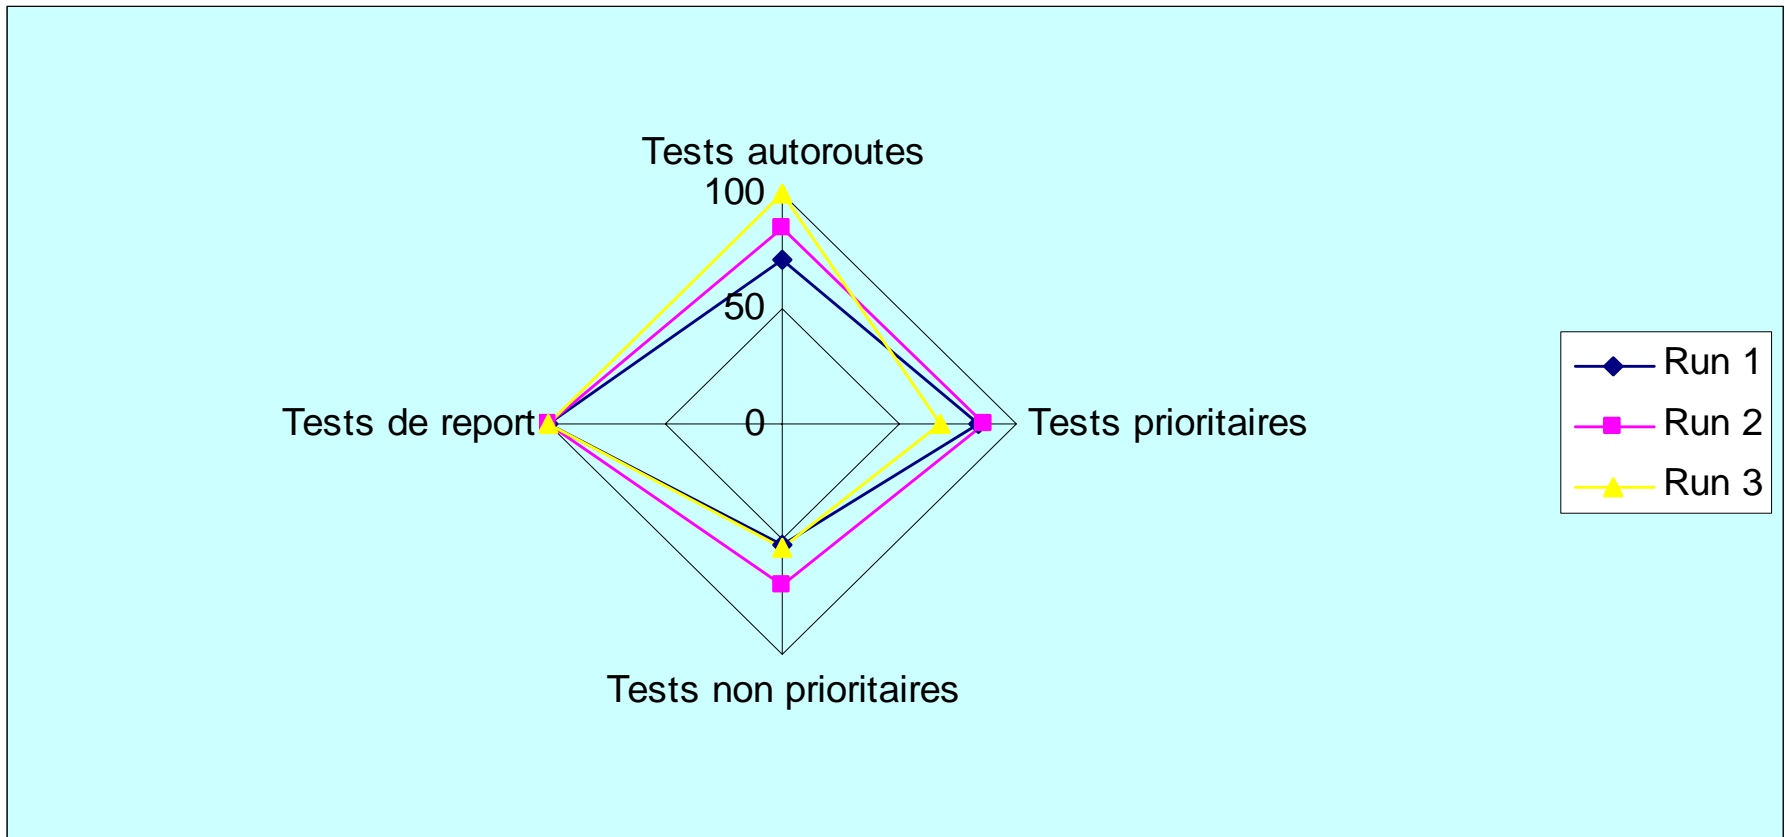 Tests autoroutes
100
50
0
Tests de report
Tests prioritaires
Tests non prioritaires
Run 1
Run 2
Run 3